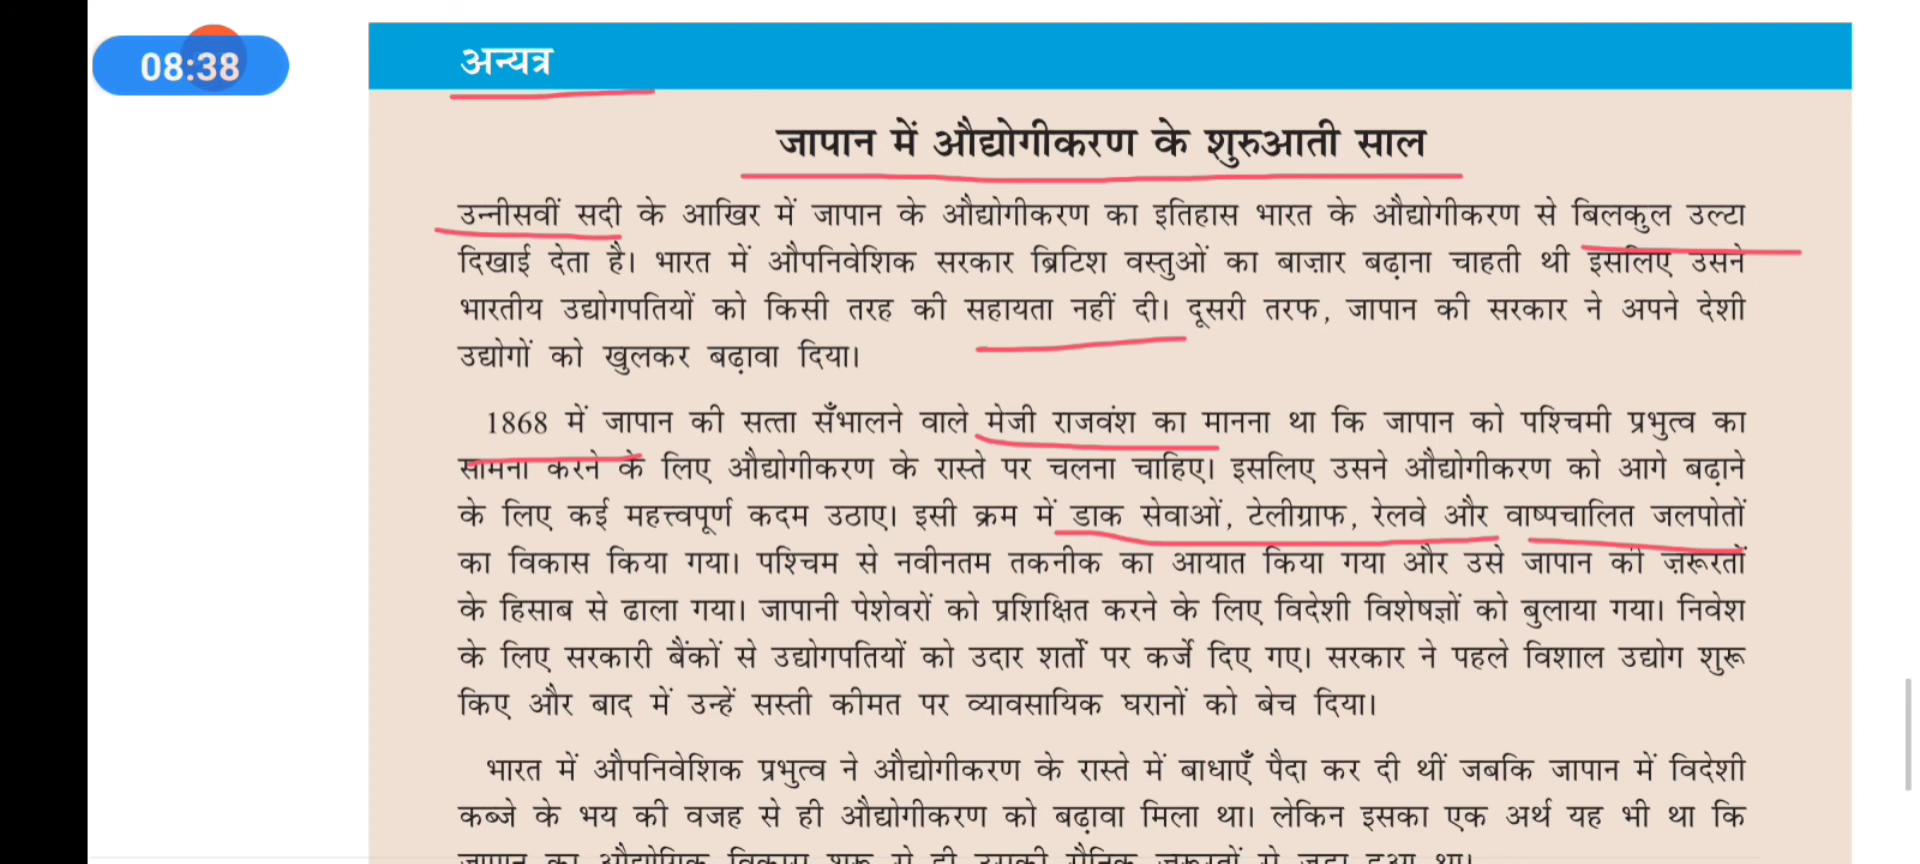 08:38
अन्यत्र
जापान में औद्योगीकरण के शुरुआती साल
उन्नीसवीं सदी के आखिर में जापान के औद्योगीकरण का इतिहास भारत के औद्योगीकरण से बिलकुल उल्टा
दिखाई देता है। भारत में औपनिवेशिक सरकार ब्रिटिश वस्तुओं का बाज़ार बढ़ाना चाहती थी इसलिए उसने
भारतीय उद्योगपतियों को किसी तरह की सहायता नहीं दी। दूसरी तरफ, जापान की सरकार ने अपने देशी
उद्योगों को खुलकर बढ़ावा दिया।
1868 में जापान की सत्ता सँभालने वाले मेजी राजवंश का मानना था कि जापान को पश्चिमी प्रभुत्व का
सामना करने के लिए औद्योगीकरण के रास्ते पर चलना चाहिए। इसलिए उसने औद्योगीकरण को आगे बढ़ाने
के लिए कई महत्त्वपूर्ण कदम उठाए। इसी क्रम में डाक सेवाओं, टेलीग्राफ, रेलवे और वाष्पचालित जलपोतों
का विकास किया गया। पश्चिम से नवीनतम तकनीक का आयात किया गया और उसे जापान की ज़रूरतों
के हिसाब से ढाला गया। जापानी पेशेवरों को प्रशिक्षित करने के लिए विदेशी विशेषज्ञों को बुलाया गया। निवेश
के लिए सरकारी बैंकों से उद्योगपतियों को उदार शर्तों पर कर्जे दिए गए। सरकार ने पहले विशाल उद्योग शुरू
किए और बाद में उन्हें सस्ती कीमत पर व्यावसायिक घरानों को बेच दिया।
भारत में औपनिवेशिक प्रभुत्व ने औद्योगीकरण के रास्ते में बाधाएँ पैदा कर दी थीं जबकि जापान में विदेशी
कब्जे के भय की वजह से ही औद्योगीकरण को बढ़ावा मिला था। लेकिन इसका एक अर्थ यह भी था कि
जापान का औद्योगिक विकास शुरू से ही उसकी सैनिक ज़रूरतों से जुड़ा हुआ था।